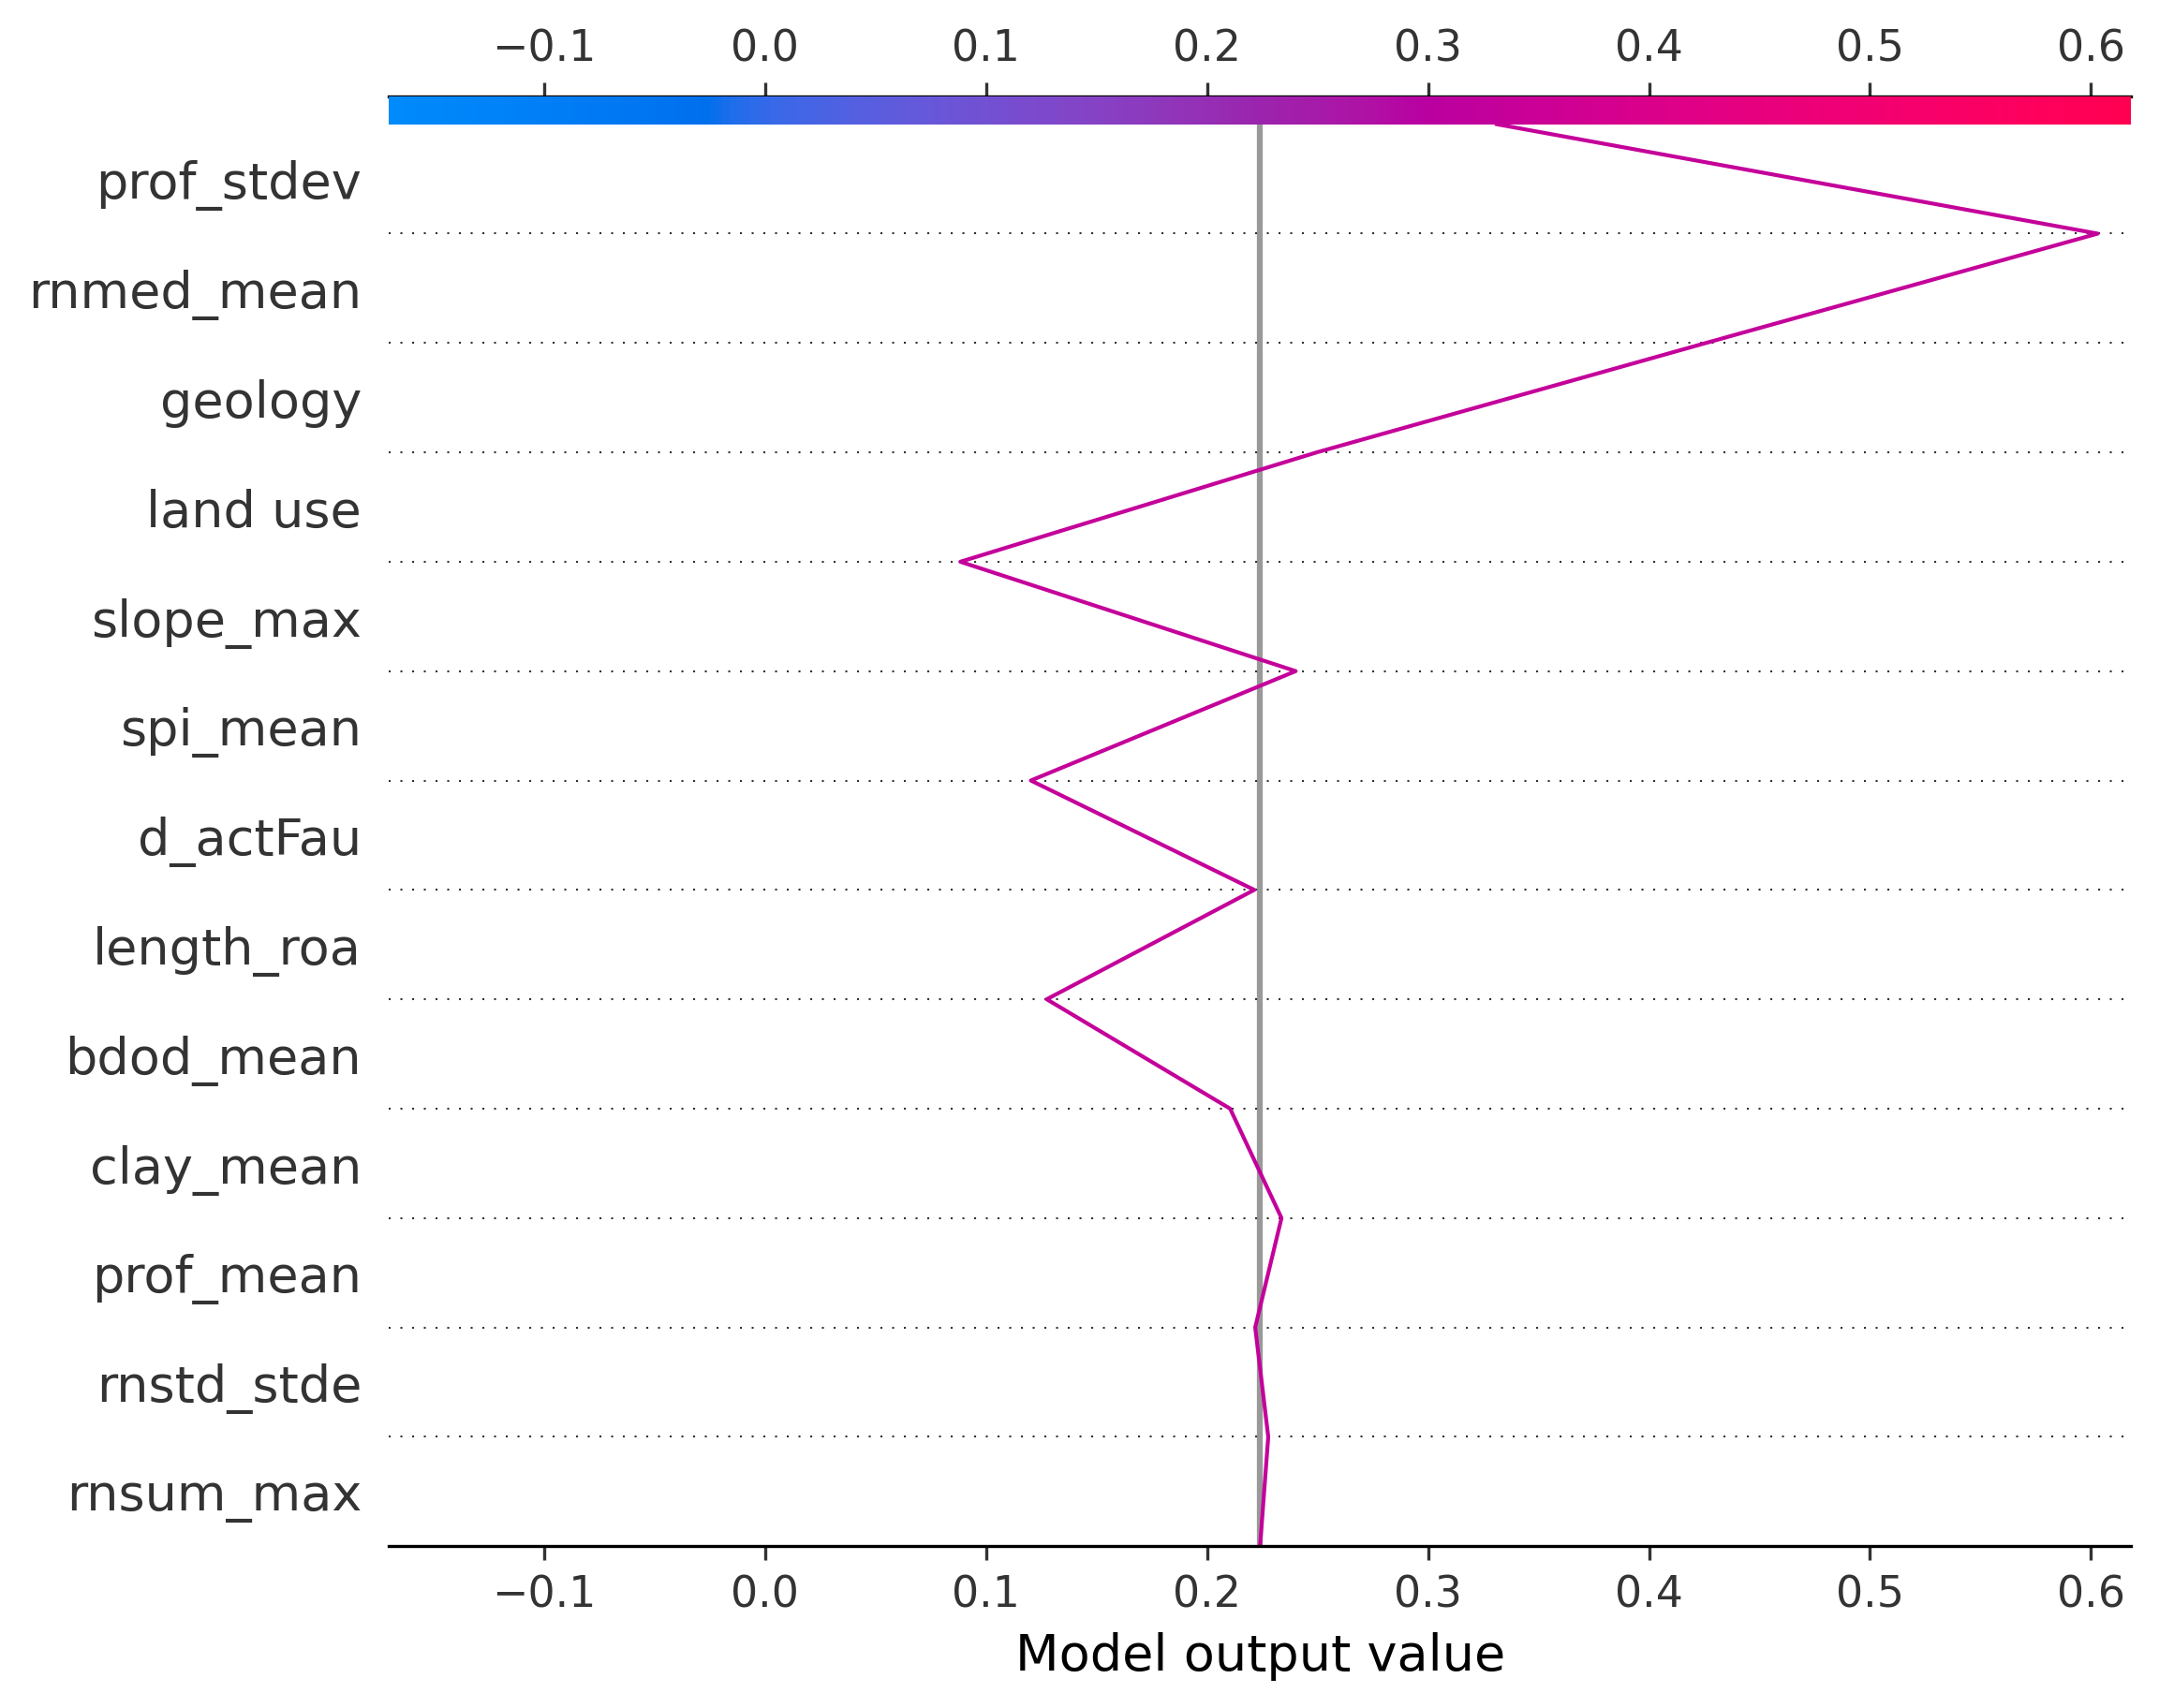 −0.1 0.0 0.1 0.2 0.3 0.4 0.5 0.6
prof_stdev
rnmed_mean
geology
land use
slope_max
spi_mean
d_actFau
length_roa
bdod_mean
clay_mean
prof_mean
rnstd_stde
rnsum_max
−0.1 0.0 0.1 0.2 0.3 0.4 0.5 0.6
Model output value